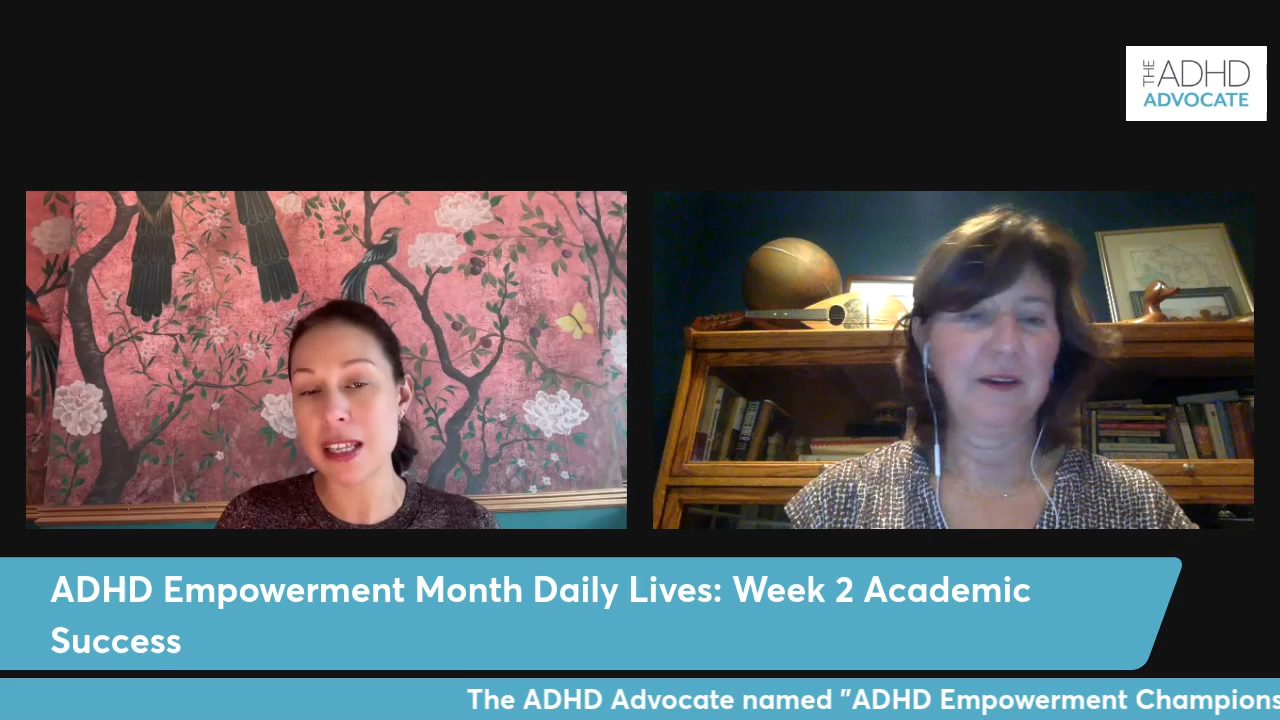 THE ADHD
ADVOCATE
ADHD Empowerment Month Daily Lives: Week 2 Academic
Success
The ADHD Advocate named "ADHD Empowerment Champions